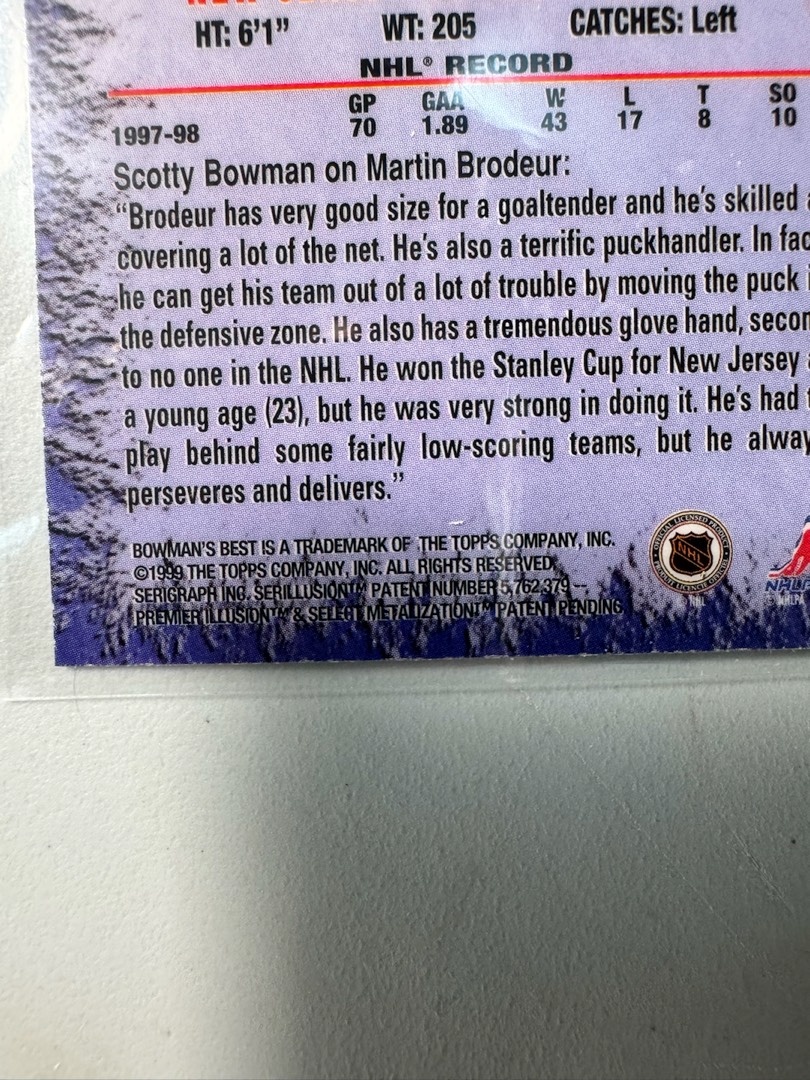 HT: 6'1" WT: 205 CATCHES: Left
NHL® RECORD
GP GAA W L T SO
1997-98 70 1.89 43 17 8 10
Scotty Bowman on Martin Brodeur:
“Brodeur has very good size for a goaltender and he's skilled
covering a lot of the net. He's also a terrific puckhandler. In fac
he can get his team out of a lot of trouble by moving the puck
the defensive zone. He also has a tremendous glove hand, secon
to no one in the NHL. He won the Stanley Cup for New Jersey
a young age (23), but he was very strong in doing it. He's had
play behind some fairly low-scoring teams, but he alway
perseveres and delivers.”
BOWMAN'S BEST IS A TRADEMARK OF THE TOPPS COMPANY, INC.
©1999 THE TOPPS COMPANY, INC. ALL RIGHTS RESERVED.
SERIGRAPH INC. SERILLUSION™ PATENT NUMBER 5,762,379 --
PREMIER ILLUSION™ & SELECT METALIZATION™ PATENT PENDING
NHL